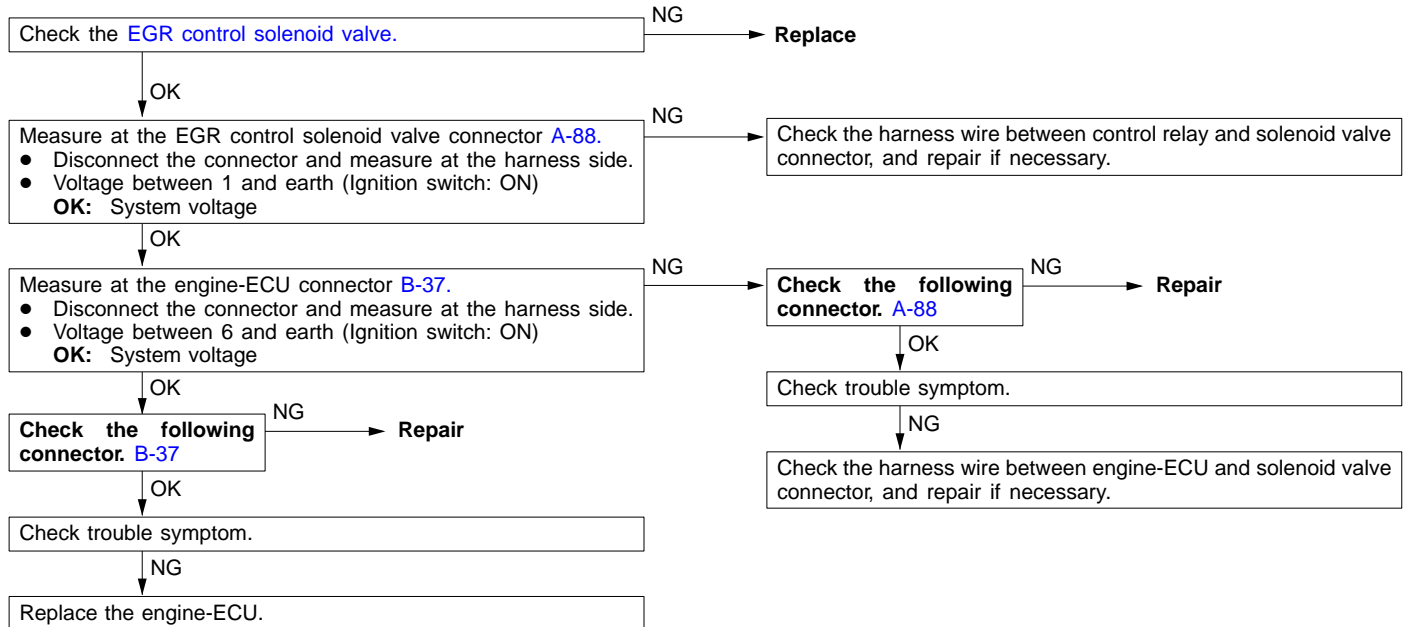 Check the EGR control solenoid valve.
NG
Replace
OK
Measure at the EGR control solenoid valve connector A-88.
● Disconnect the connector and measure at the harness side.
● Voltage between 1 and earth (Ignition switch: ON)
OK: System voltage
NG
Check the harness wire between control relay and solenoid valve
connector, and repair if necessary.
OK
Measure at the engine-ECU connector B-37.
● Disconnect the connector and measure at the harness side.
● Voltage between 6 and earth (Ignition switch: ON)
OK: System voltage
NG
Check the following
connector. A-88
NG
Repair
OK
Check trouble symptom.
NG
Check the harness wire between engine-ECU and solenoid valve
connector, and repair if necessary.
OK
Check the following
connector. B-37
NG
Repair
OK
Check trouble symptom.
NG
Replace the engine-ECU.